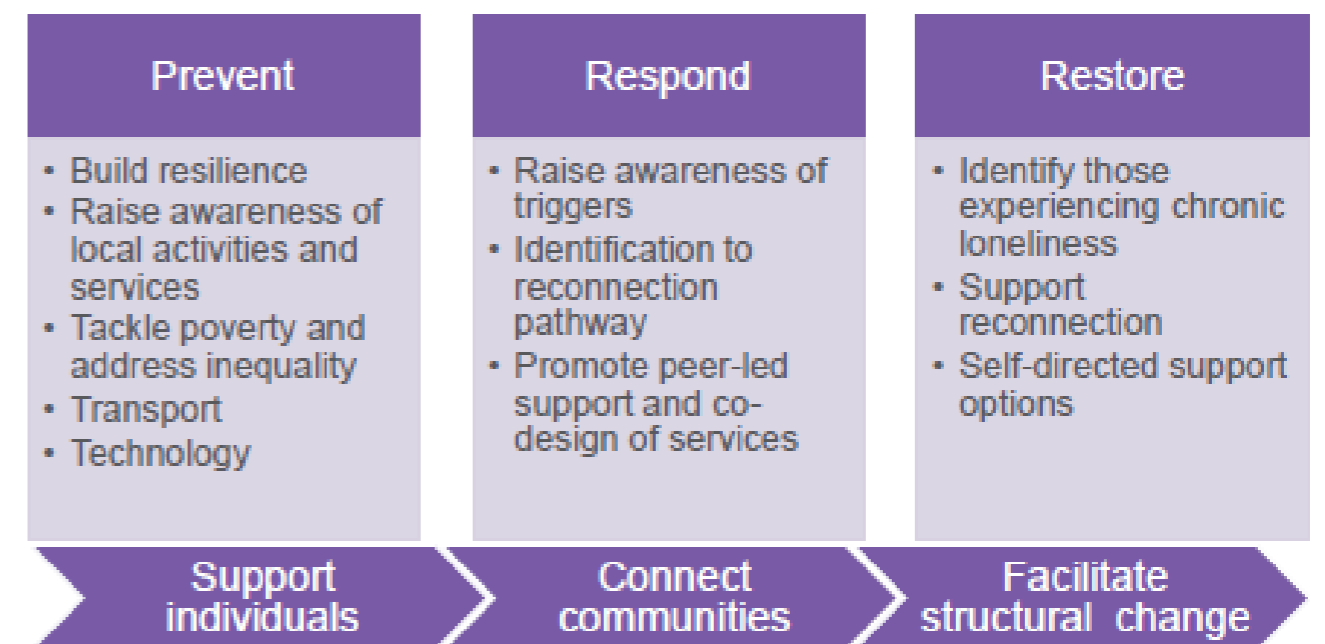 Prevent
• Build resilience
• Raise awareness of
local activities and
services
• Tackle poverty and
address inequality
• Transport
• Technology
Respond
• Raise awareness of
triggers
• Identification to
reconnection
pathway
• Promote peer-led
support and co-
design of services
Restore
• Identify those
experiencing chronic
loneliness
• Support
reconnection
• Self-directed support
options
Support
individuals
Connect
communities
Facilitate
structural change